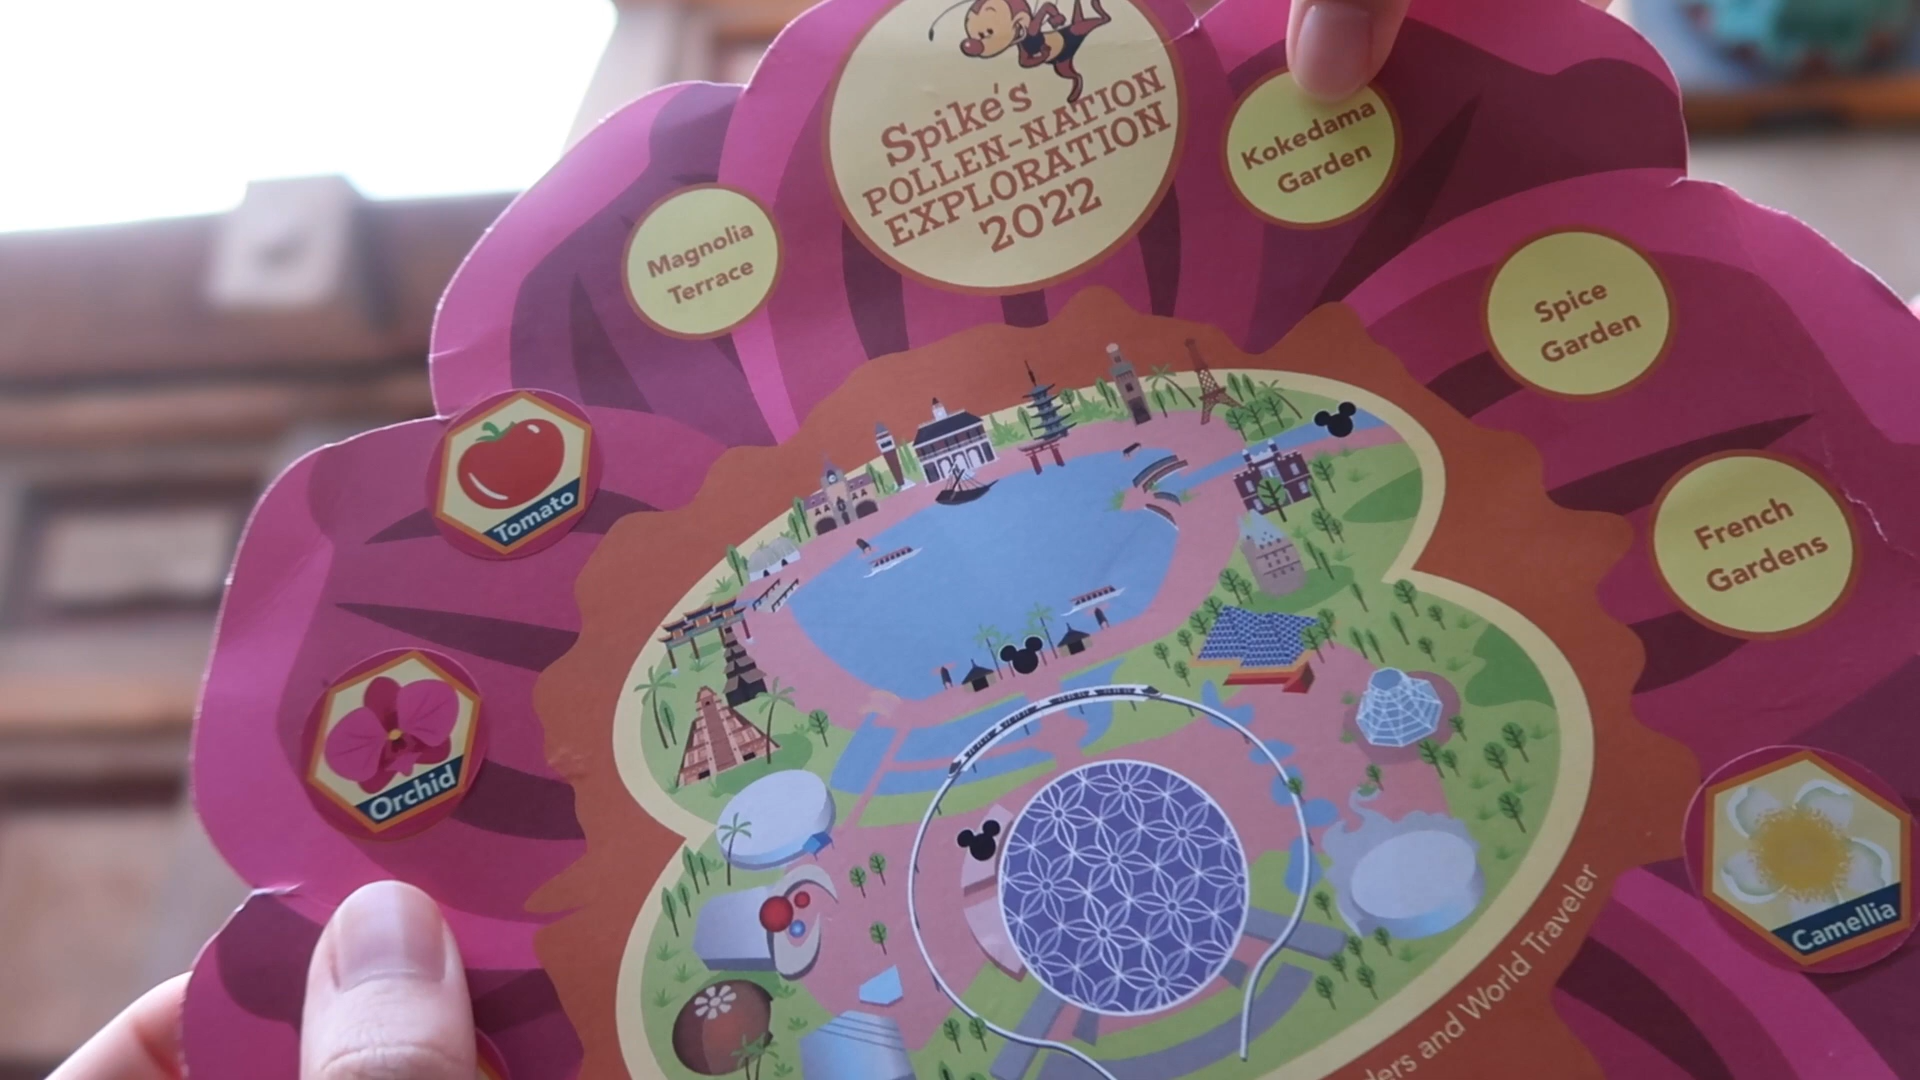 Spike's
POLLEN-NATION
EXPLORATION
2022
Kokedama
Garden
Magnolia
Terrace
Spice
Garden
French
Gardens
Tomato
Orchid
Camellia
and World Traveler